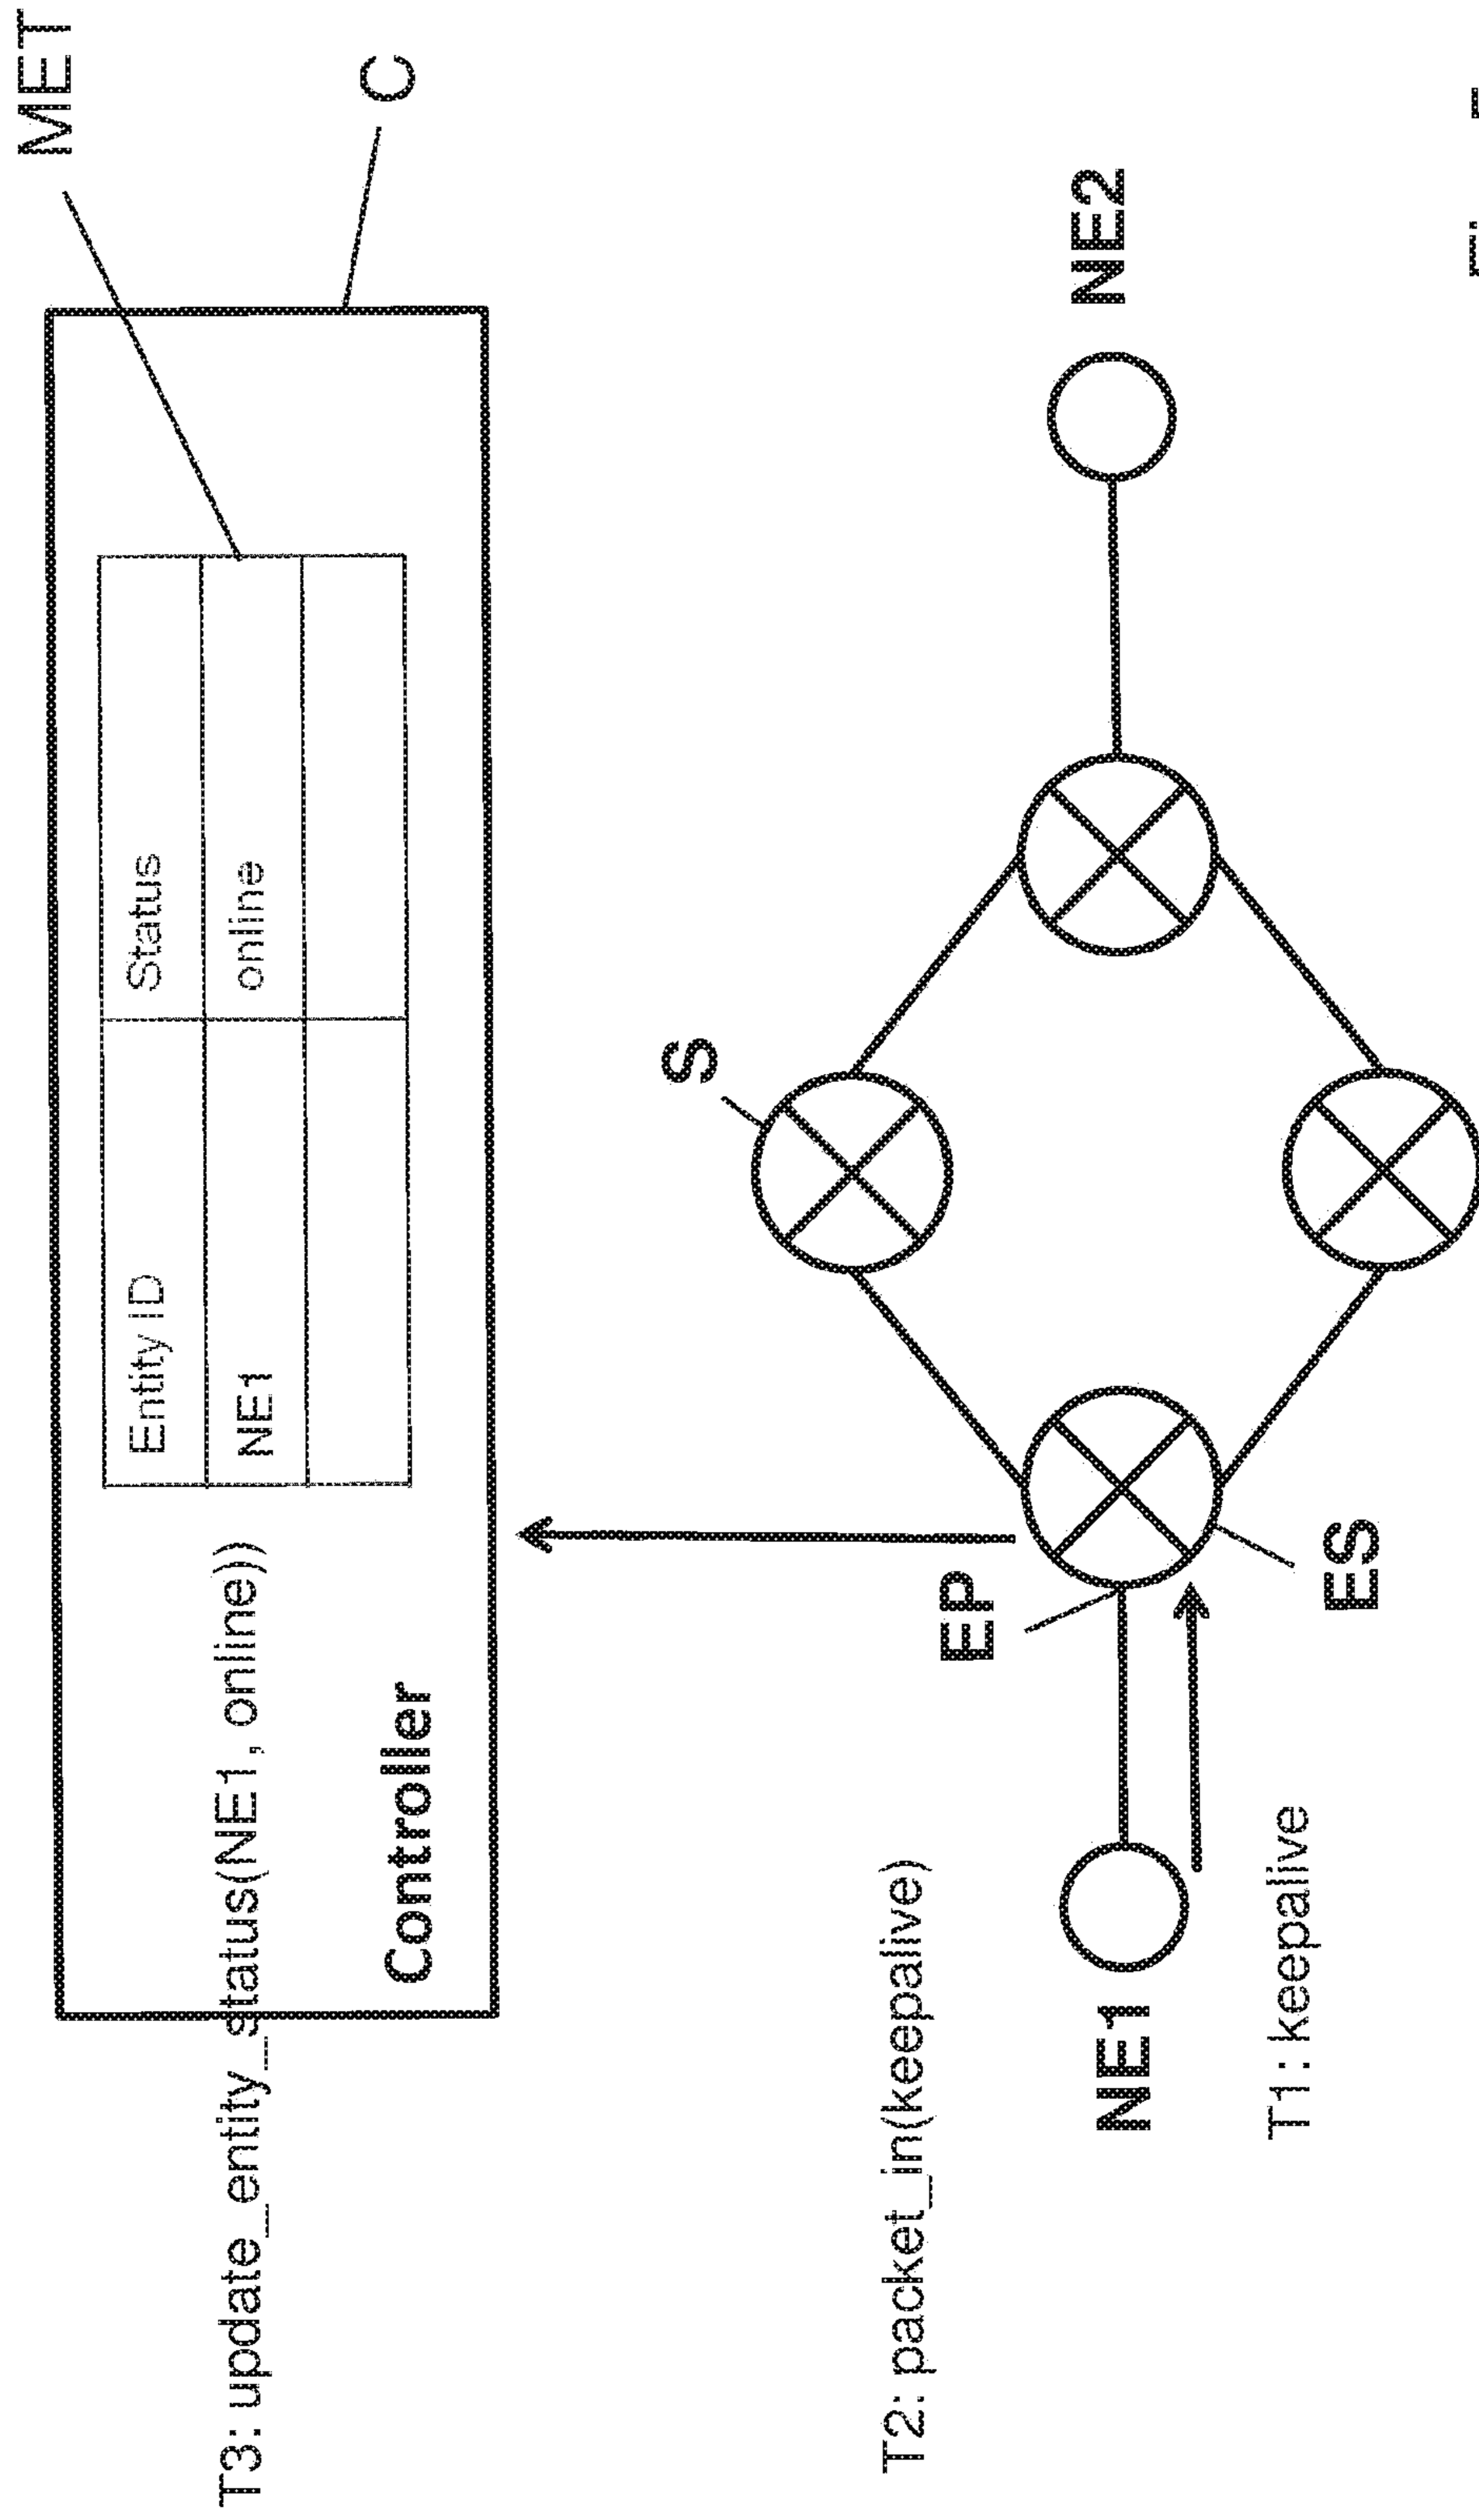 MET
C
Entity ID Status
NE1 online
T3: update_entity_status(NE1, online))
Controller
S
T2: packet_in(keepalive)
EP
NE1
NE2
T1: keepalive
ES